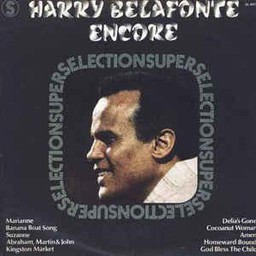 HARRY BELAFONTE
ENCORE
SELECTIONSUPERSELECTIONSUPERSELECTIONSUPERSELECTIONSUPER
Marianne
Banana Boat Song
Suzanne
Abraham, Martin & John
Kingston Market
Delia's Gone
Cocoanut Woman
Amen
Homeward Bound
God Bless The Child